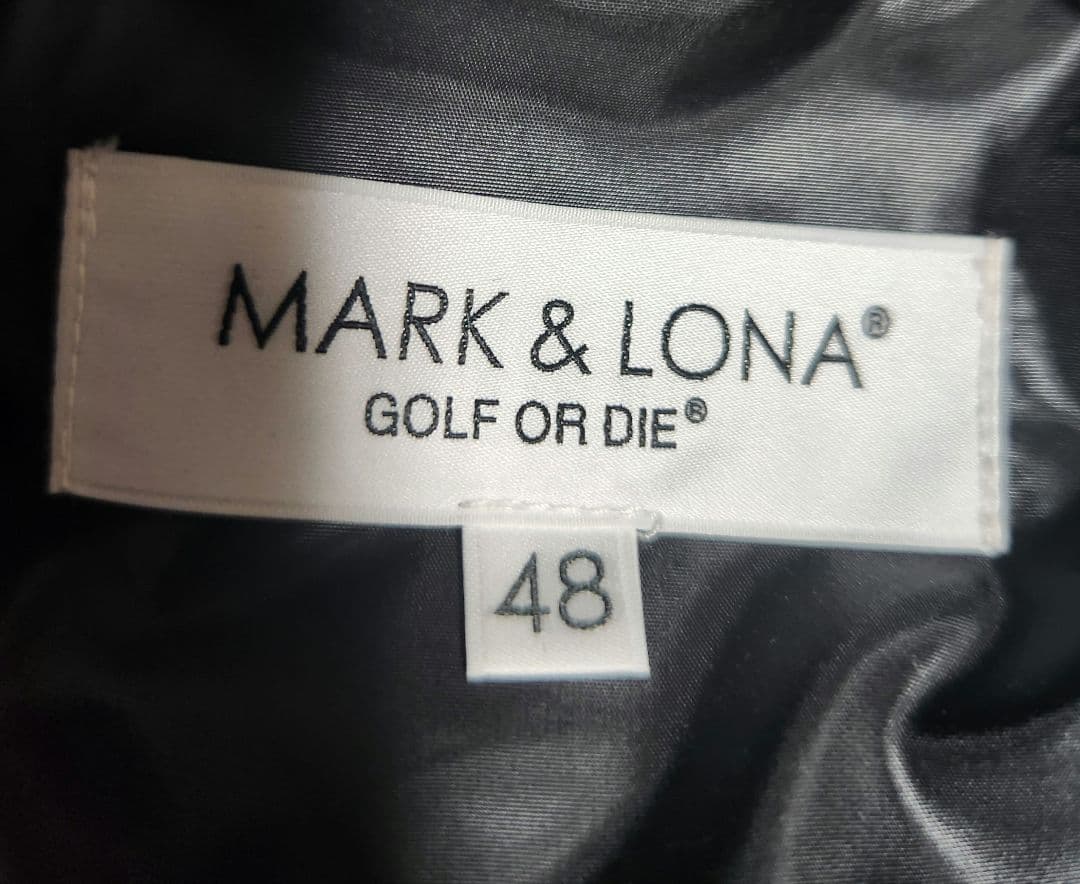 MARK & LONA®
GOLF OR DIE®
48